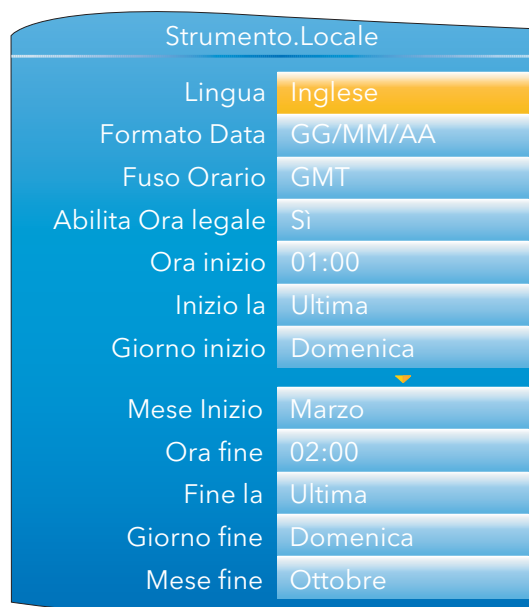 Strumento.Locale
Lingua Inglese
Formato Data GG/MM/AA
Fuso Orario GMT
Abilita Ora legale Sì
Ora inizio 01:00
Inizio la Ultima
Giorno inizio Domenica
Mese Inizio Marzo
Ora fine 02:00
Fine la Ultima
Giorno fine Domenica
Mese fine Ottobre